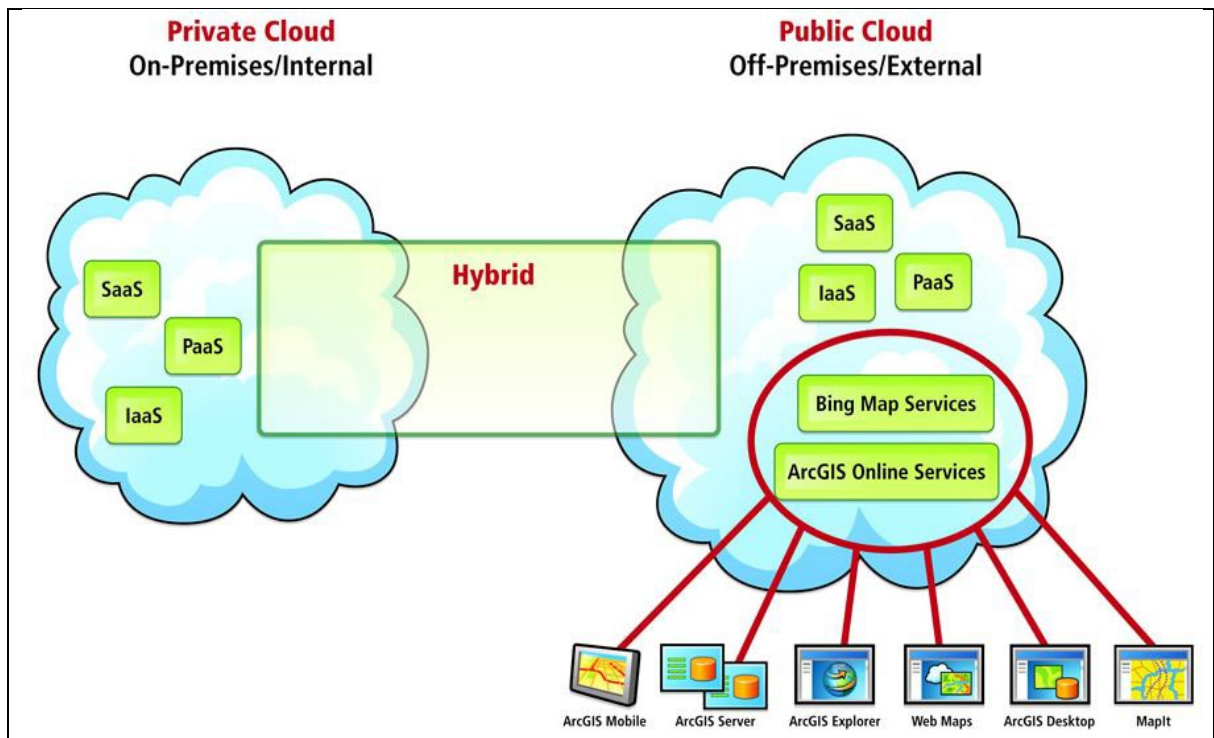 Private Cloud
On-Premises/Internal
Public Cloud
Off-Premises/External
SaaS
PaaS
IaaS
Hybrid
SaaS
IaaS
PaaS
Bing Map Services
ArcGIS Online Services
ArcGIS Mobile
ArcGIS Server
ArcGIS Explorer
Web Maps
ArcGIS Desktop
MapIt